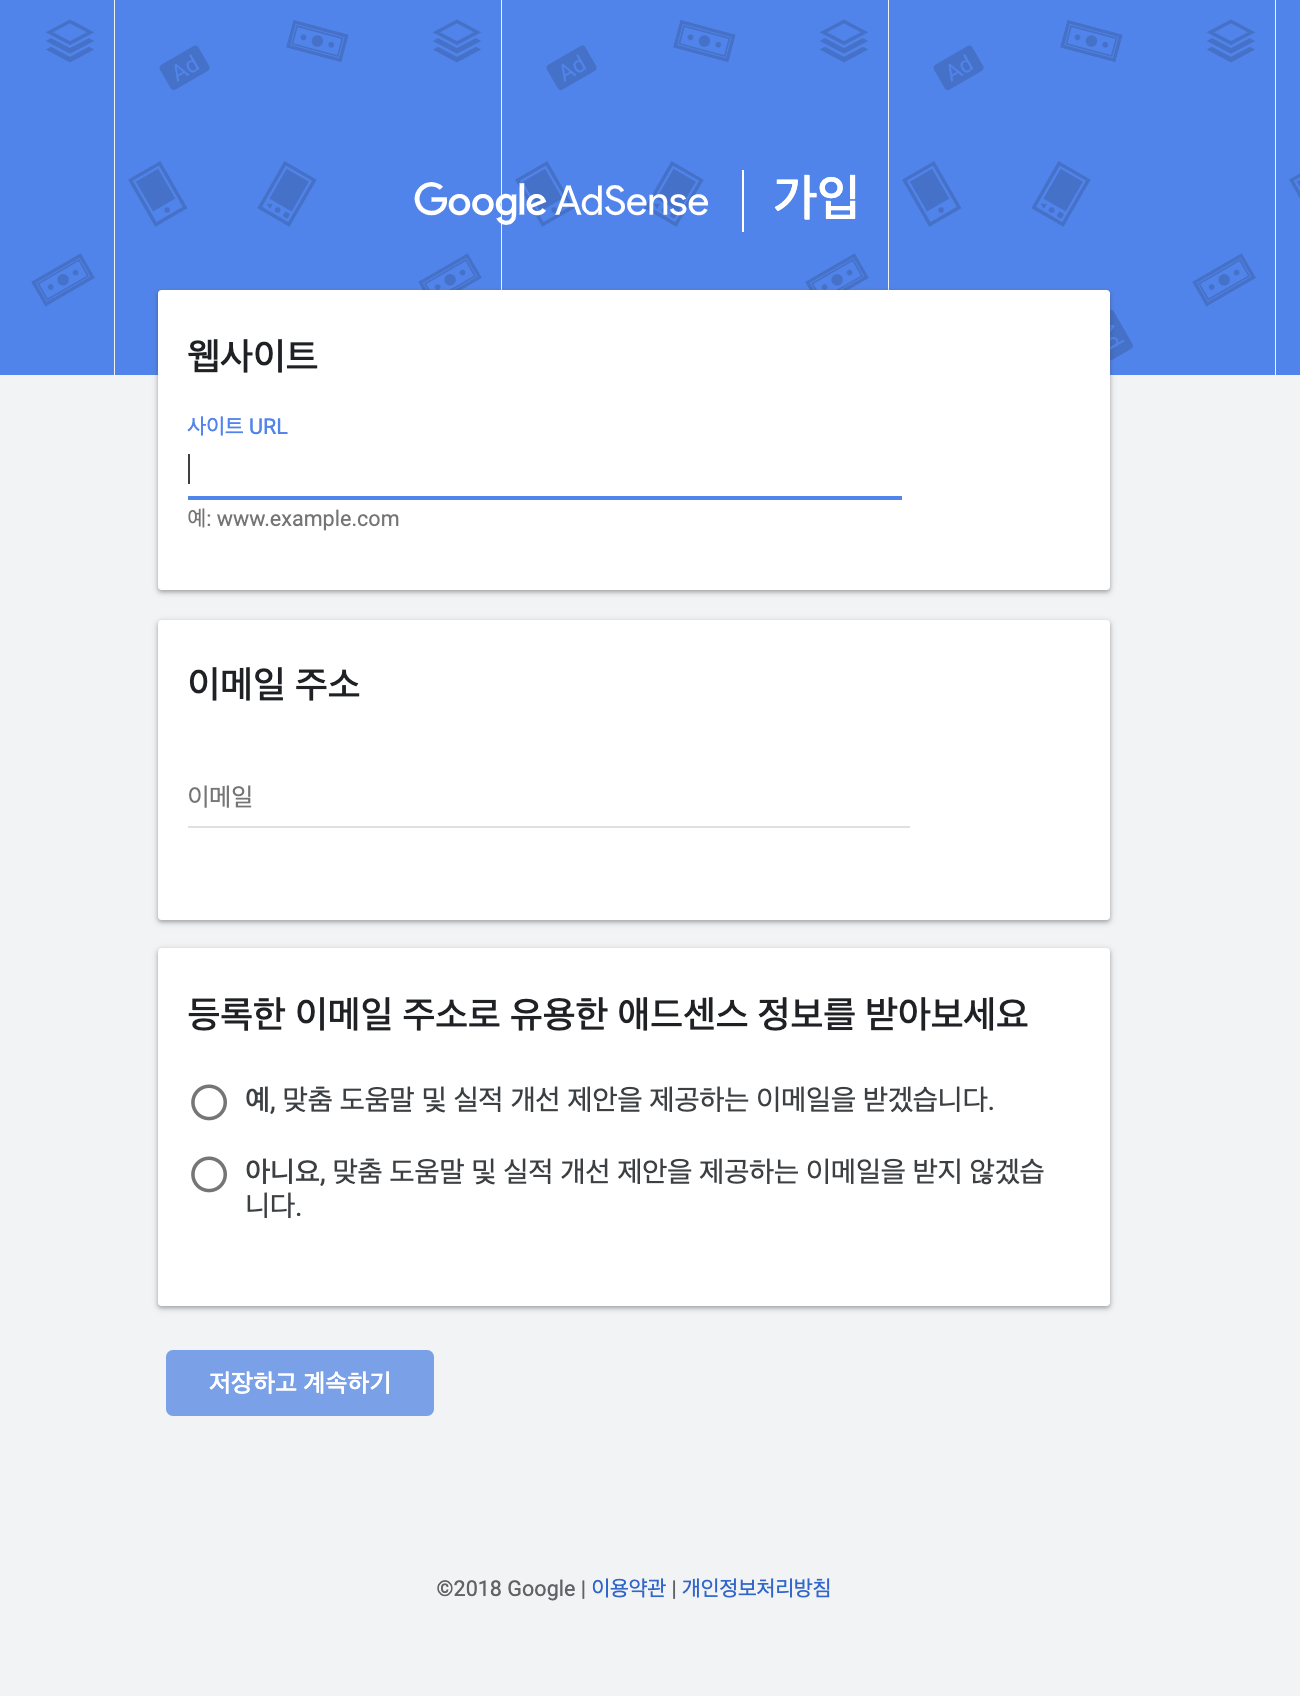 Ad
Ad
Ad
Google AdSense | 가입
웹사이트
사이트 URL
예: www.example.com
이메일 주소
이메일
등록한 이메일 주소로 유용한 애드센스 정보를 받아보세요
예, 맞춤 도움말 및 실적 개선 제안을 제공하는 이메일을 받겠습니다.
아니요, 맞춤 도움말 및 실적 개선 제안을 제공하는 이메일을 받지 않겠습
니다.
저장하고 계속하기
©2018 Google | 이용약관 | 개인정보처리방침